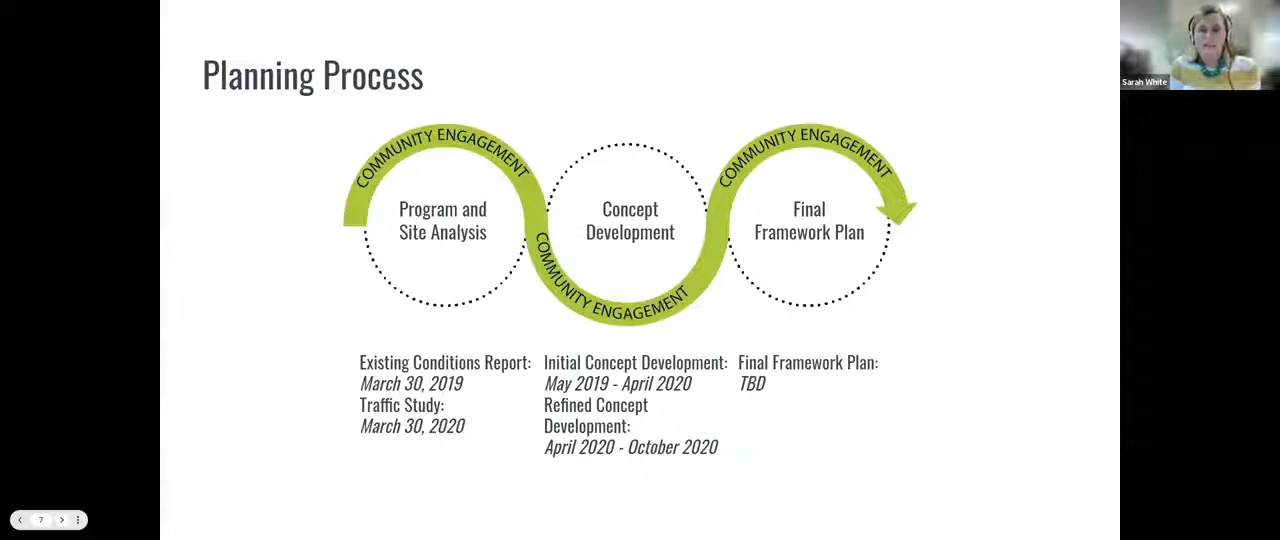 Planning Process
COMMUNITY ENGAGEMENT
COMMUNITY ENGAGEMENT
COMMUNITY ENGAGEMENT
Program and
Site Analysis
Concept
Development
Final
Framework Plan
Existing Conditions Report:
March 30, 2019
Traffic Study:
March 30, 2020
Initial Concept Development:
May 2019 - April 2020
Refined Concept
Development:
April 2020 - October 2020
Final Framework Plan:
TBD
Sarah White
7